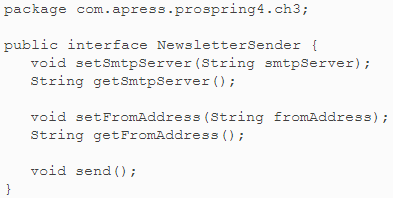 package com.apress.prospring4.ch3;
public interface NewsletterSender {
void setSmtpServer(String smtpServer);
String getSmtpServer();
void setFromAddress(String fromAddress);
String getFromAddress();
void send();
}